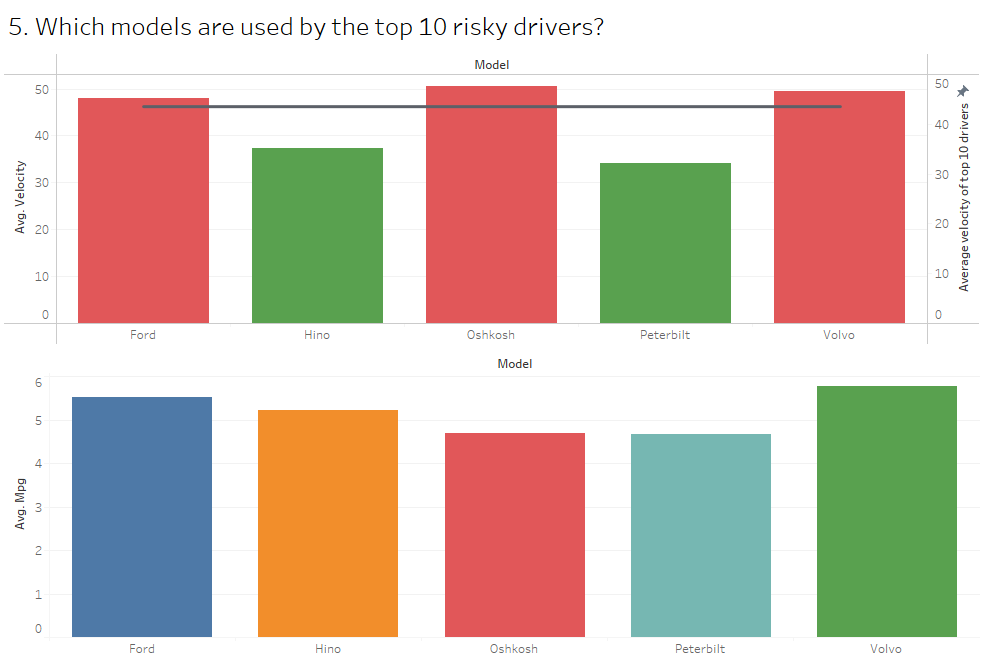 5. Which models are used by the top 10 risky drivers?
Model
Avg. Velocity
50
40
30
20
10
0
50
40
30
20
10
0
Average velocity of top 10 drivers
Ford Hino Oshkosh Peterbilt Volvo
Model
Avg. Mpg
6
5
4
3
2
1
0
Ford Hino Oshkosh Peterbilt Volvo